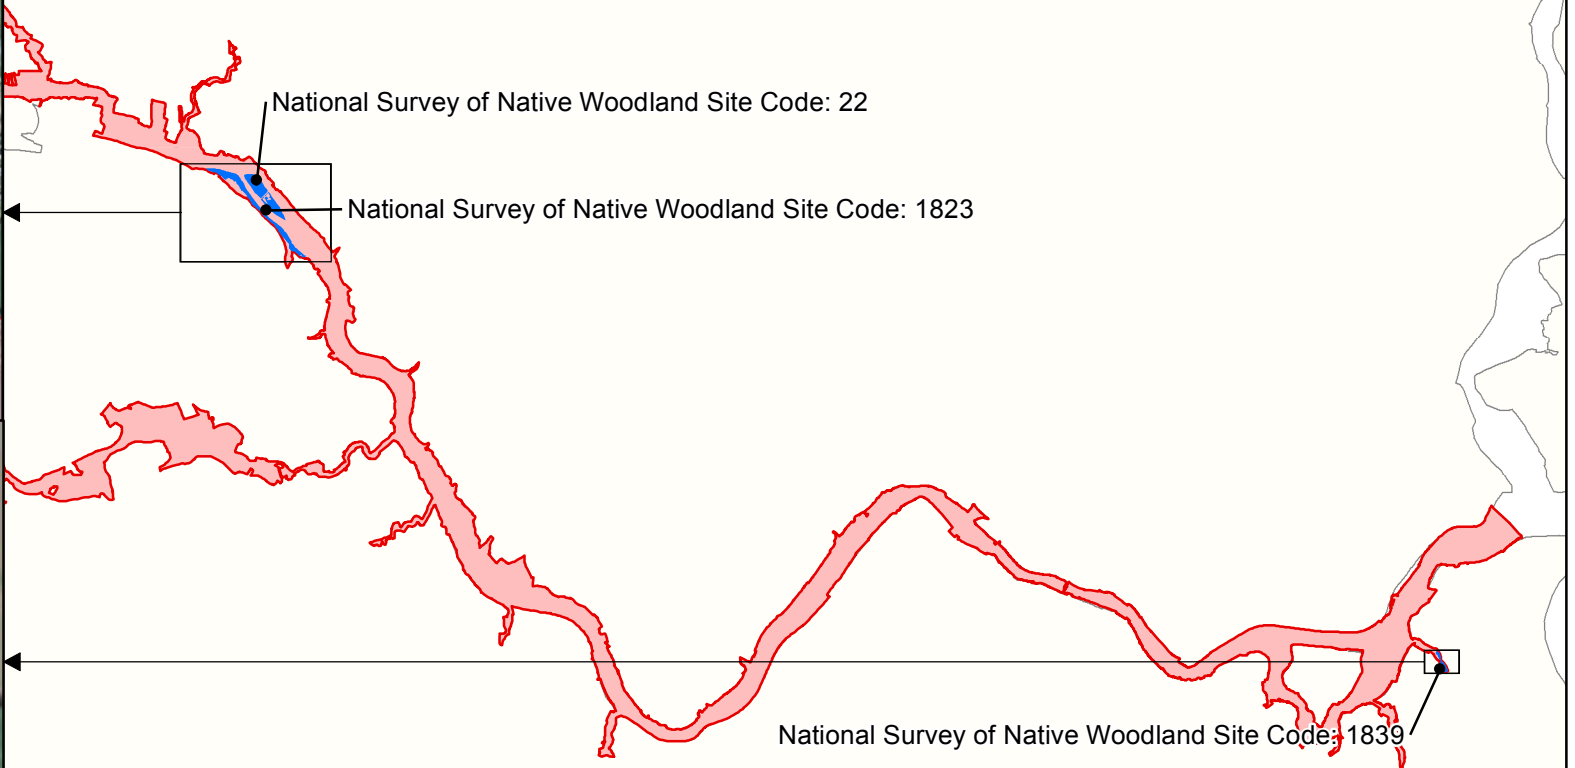 National Survey of Native Woodland Site Code: 22
National Survey of Native Woodland Site Code: 1823
National Survey of Native Woodland Site Code: 1839